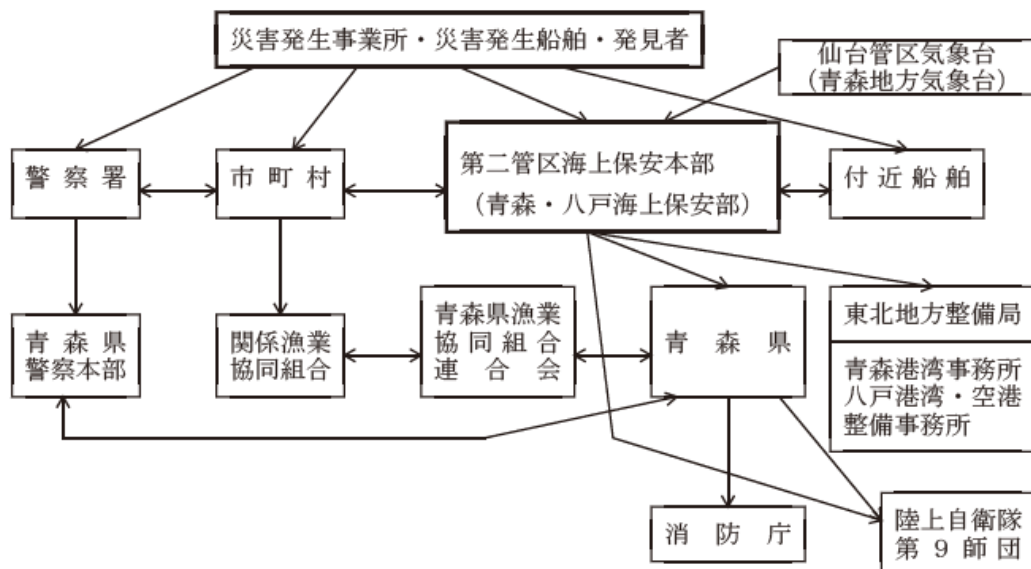 災害発生事業所・災害発生船舶・発見者
仙台管区気象台
(青森地方気象台)
警察署
市町村
第二管区海上保安本部
(青森・八戸海上保安部)
付近船舶
青森県
警察本部
関係漁業
協同組合
青森県漁業
協同組合
連合会
青森県
東北地方整備局
青森港湾事務所
八戸港湾・空港
整備事務所
消防庁
陸上自衛隊
第9師団